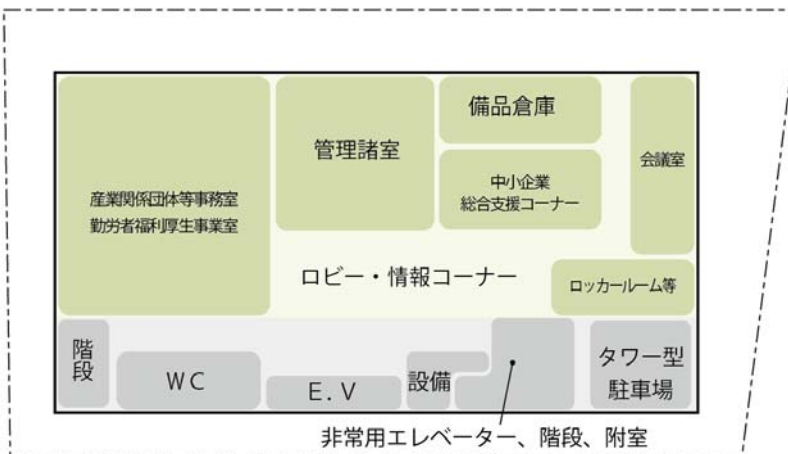 備品倉庫
管理諸室
会議室
中小企業
総合支援コーナー
産業関係団体等事務室
勤労者福利厚生事業室
ロビー・情報コーナー
ロッカールーム等
階段
WC
E.V
設備
タワー型
駐車場
非常用エレベーター、階段、附室